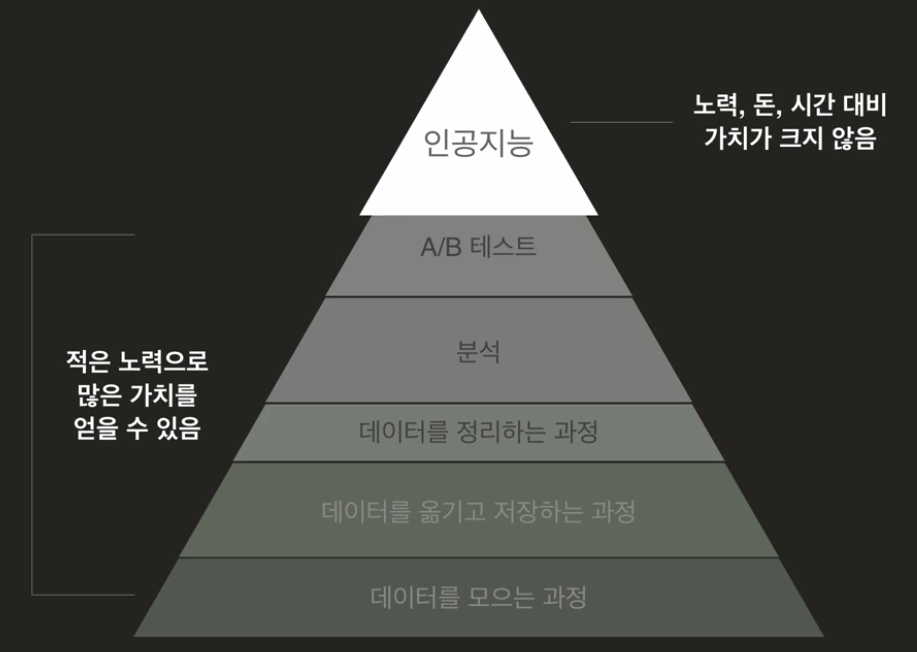 인공지능
노력, 돈, 시간 대비
가치가 크지 않음
A/B 테스트
분석
적은 노력으로
많은 가치를
얻을 수 있음
데이터를 정리하는 과정
데이터를 옮기고 저장하는 과정
데이터를 모으는 과정